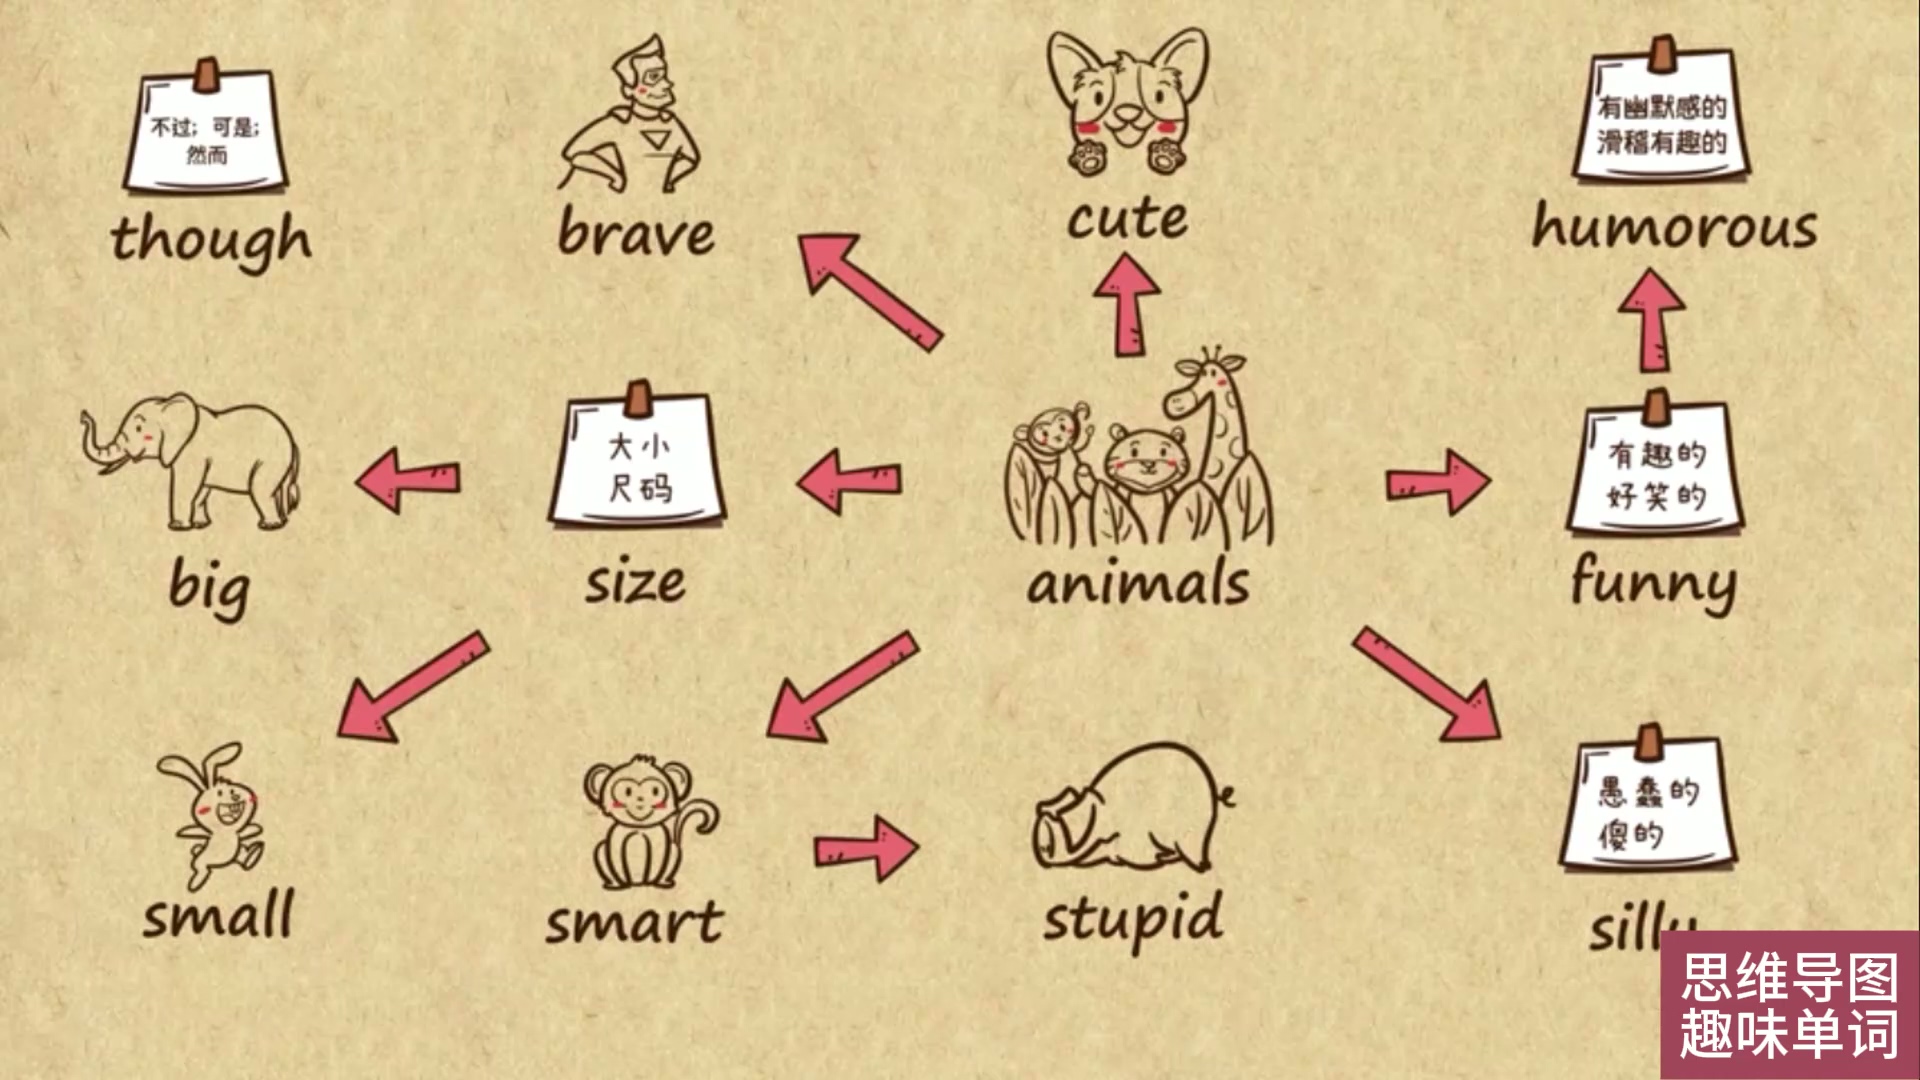 不过；可是；
然而
though
brave
cute
有幽默感的
滑稽有趣的
humorous
big
大小
尺码
size
animals
有趣的
好笑的
funny
small
smart
stupid
愚蠢的
傻的
silly
思维导图
趣味单词